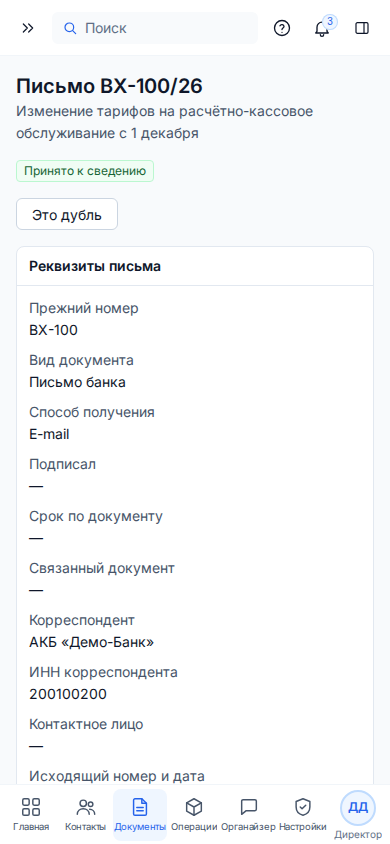 Поиск
3
Письмо ВХ-100/26
Изменение тарифов на расчётно-кассовое
обслуживание с 1 декабря
Принято к сведению
Это дубль
Реквизиты письма
Прежний номер
ВХ-100
Вид документа
Письмо банка
Способ получения
E-mail
Подписал
—
Срок по документу
—
Связанный документ
—
Корреспондент
АКБ «Демо-Банк»
ИНН корреспондента
200100200
Контактное лицо
—
Исходящий номер и дата
Главная
Контакты
Документы
Операции
Органайзер
Настройки
ДД
Директор